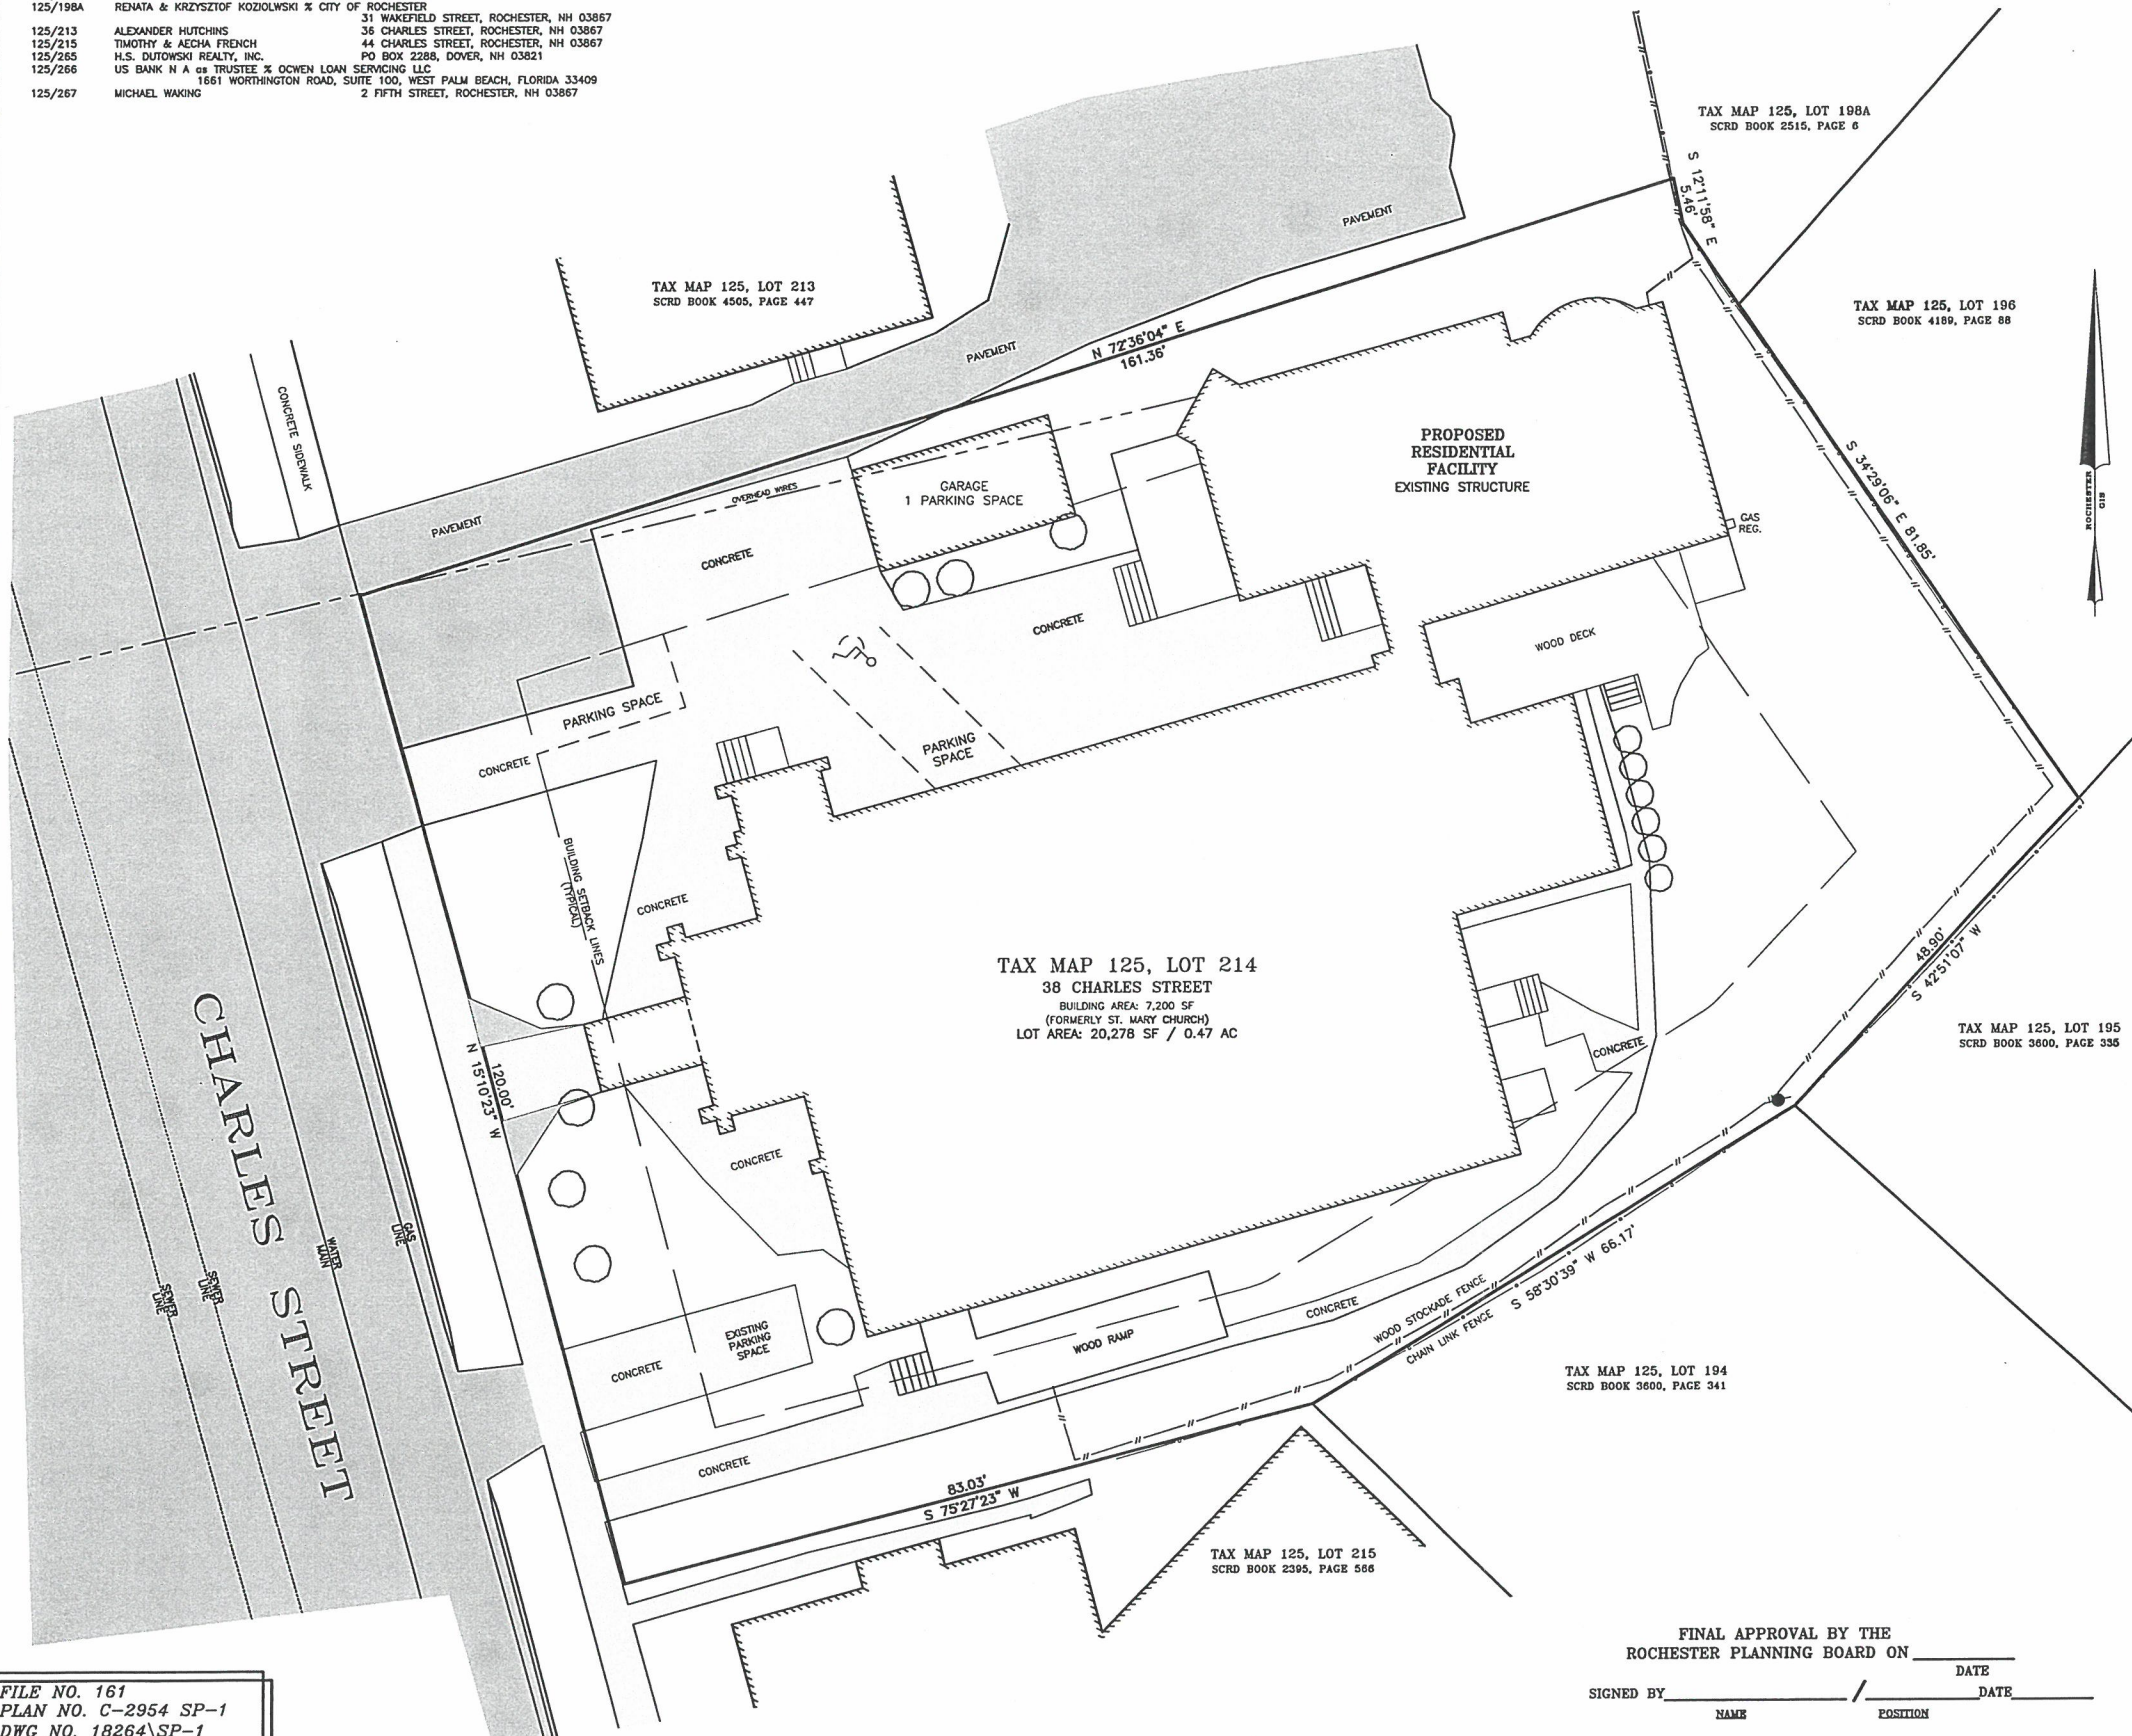 125/198A RENATA & KRZYSZTOF KOZIOLWSKI % CITY OF ROCHESTER
31 WAKEFIELD STREET, ROCHESTER, NH 03867
125/213 ALEXANDER HUTCHINS 36 CHARLES STREET, ROCHESTER, NH 03867
125/215 TIMOTHY & AECHA FRENCH 44 CHARLES STREET, ROCHESTER, NH 03867
125/265 H.S. DUTOWSKI REALTY, INC. PO BOX 2288, DOVER, NH 03821
125/266 US BANK N A as TRUSTEE % OCWEN LOAN SERVICING LLC
1661 WORTHINGTON ROAD, SUITE 100, WEST PALM BEACH, FLORIDA 33409
125/267 MICHAEL WAKING 2 FIFTH STREET, ROCHESTER, NH 03867
TAX MAP 125, LOT 198A
SCRD BOOK 2515, PAGE 6
S 12°11'58" E
5.46'
PAVEMENT
TAX MAP 125, LOT 213
SCRD BOOK 4505, PAGE 447
TAX MAP 125, LOT 196
SCRD BOOK 4189, PAGE 88
N 72°36'04" E
161.36'
PAVEMENT
CONCRETE SIDEWALK
PROPOSED
RESIDENTIAL
FACILITY
EXISTING STRUCTURE
S 34°29'06" E 81.85'
ROCHESTER
GIS
OVERHEAD WIRES
GARAGE
1 PARKING SPACE
PAVEMENT
GAS
REG.
CONCRETE
CONCRETE
WOOD DECK
PARKING SPACE
PARKING
SPACE
CONCRETE
BUILDING SETBACK LINES
(TYPICAL)
CONCRETE
TAX MAP 125, LOT 214
38 CHARLES STREET
BUILDING AREA: 7,200 SF
(FORMERLY ST. MARY CHURCH)
LOT AREA: 20,278 SF / 0.47 AC
48.90'
S 42°51'07" W
TAX MAP 125, LOT 195
SCRD BOOK 3600, PAGE 335
CONCRETE
120.00'
N 15°10'23" W
CHARLES STREET
CONCRETE
GAS
LINE
WATER
MAIN
SEWER
LINE
SEWER
LINE
S 58°30'39" W 66.17'
WOOD STOCKADE FENCE
CHAIN LINK FENCE
CONCRETE
WOOD RAMP
EXISTING
PARKING
SPACE
CONCRETE
TAX MAP 125, LOT 194
SCRD BOOK 3600, PAGE 341
CONCRETE
83.03'
S 75°27'23" W
TAX MAP 125, LOT 215
SCRD BOOK 2395, PAGE 566
FINAL APPROVAL BY THE
ROCHESTER PLANNING BOARD ON
DATE
SIGNED BY / DATE
NAME POSITION
FILE NO. 161
PLAN NO. C-2954 SP-1
DWG NO. 18264\SP-1